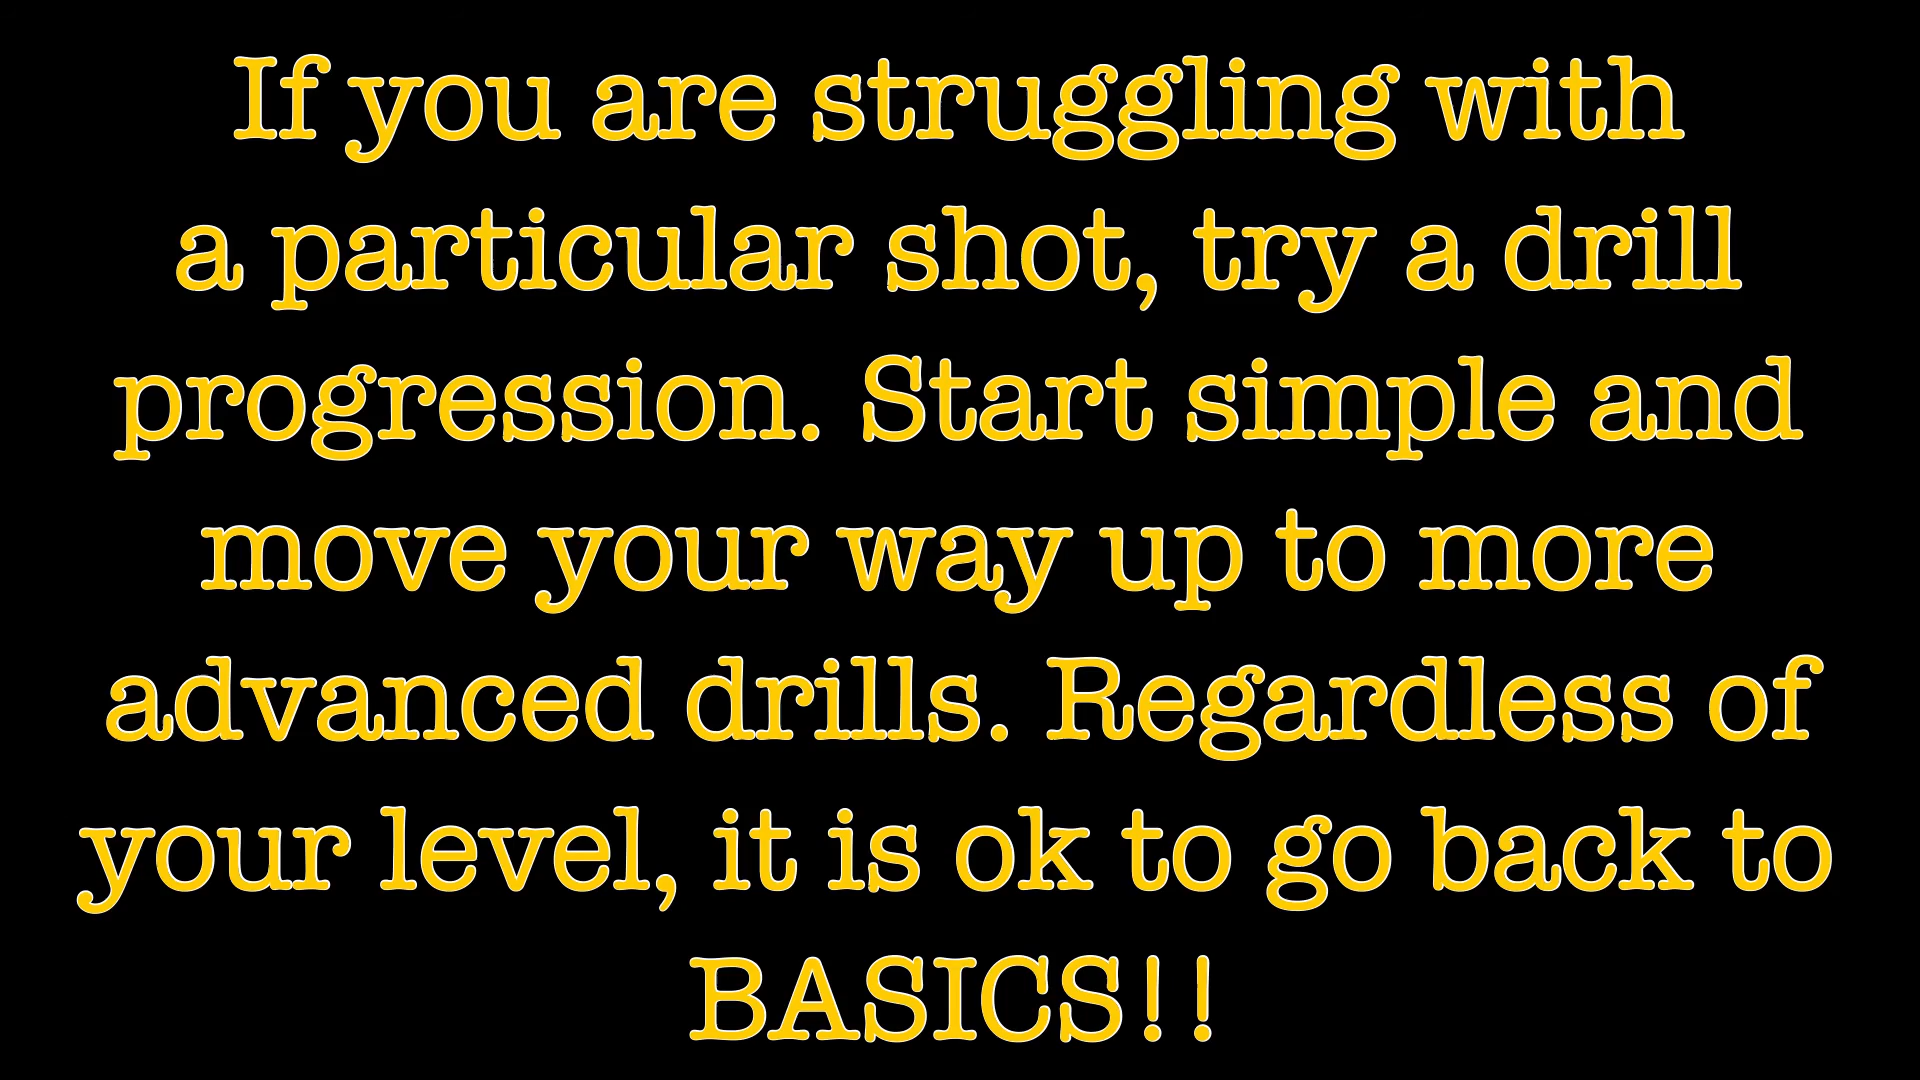 If you are struggling with
a particular shot, try a drill
progression. Start simple and
move your way up to more
advanced drills. Regardless of
your level, it is ok to go back to
BASICS!!